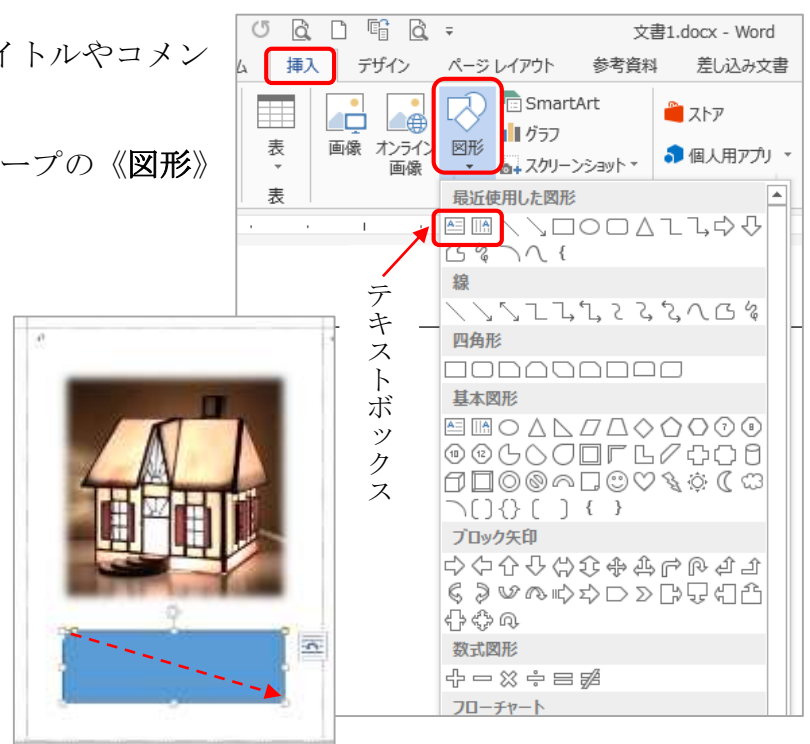 イトルやコメン
ープの《図形》
文書1.docx - Word
ム 挿入 デザイン ページ レイアウト 参考資料 差し込み文書
表
画像
オンライン
画像
図形
SmartArt
グラフ
スクリーンショット
ストア
個人用アプリ
表
最近使用した図形
線
四角形
基本図形
ブロック矢印
数式図形
フローチャート
テキストボックス